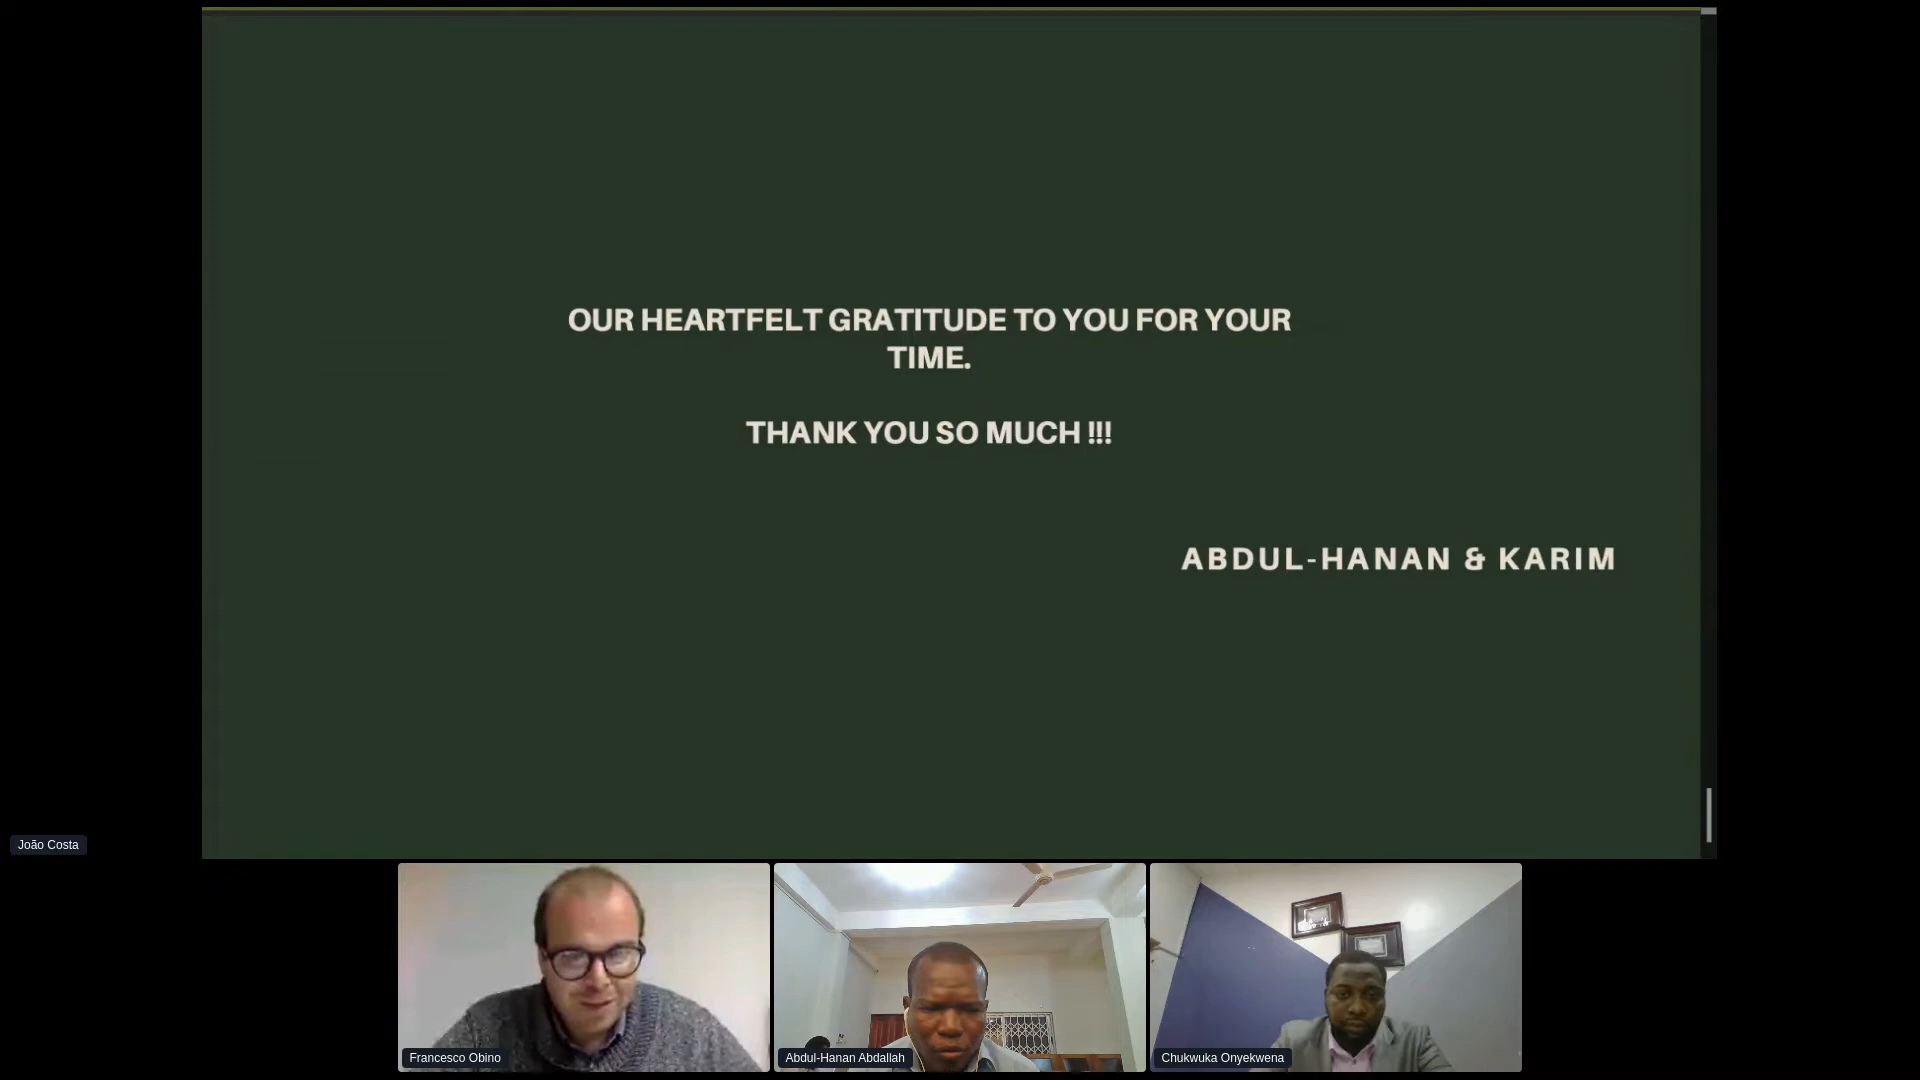 OUR HEARTFELT GRATITUDE TO YOU FOR YOUR
TIME.
THANK YOU SO MUCH !!!
ABDUL-HANAN & KARIM
João Costa
Francesco Obino
Abdul-Hanan Abdallah
Chukwuka Onyekwena